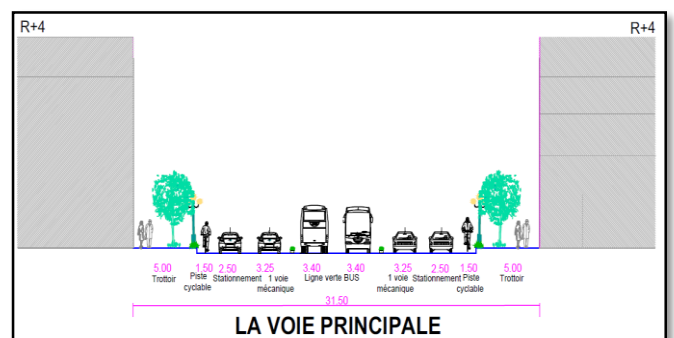 R+4 R+4
5.00 1.50 2.50 3.25 3.40 3.40 3.25 2.50 1.50 5.00
Trottoir Piste cyclable Stationnement 1 voie mécanique Ligne verte BUS 1 voie mécanique Stationnement Piste cyclable Trottoir
31.50
LA VOIE PRINCIPALE